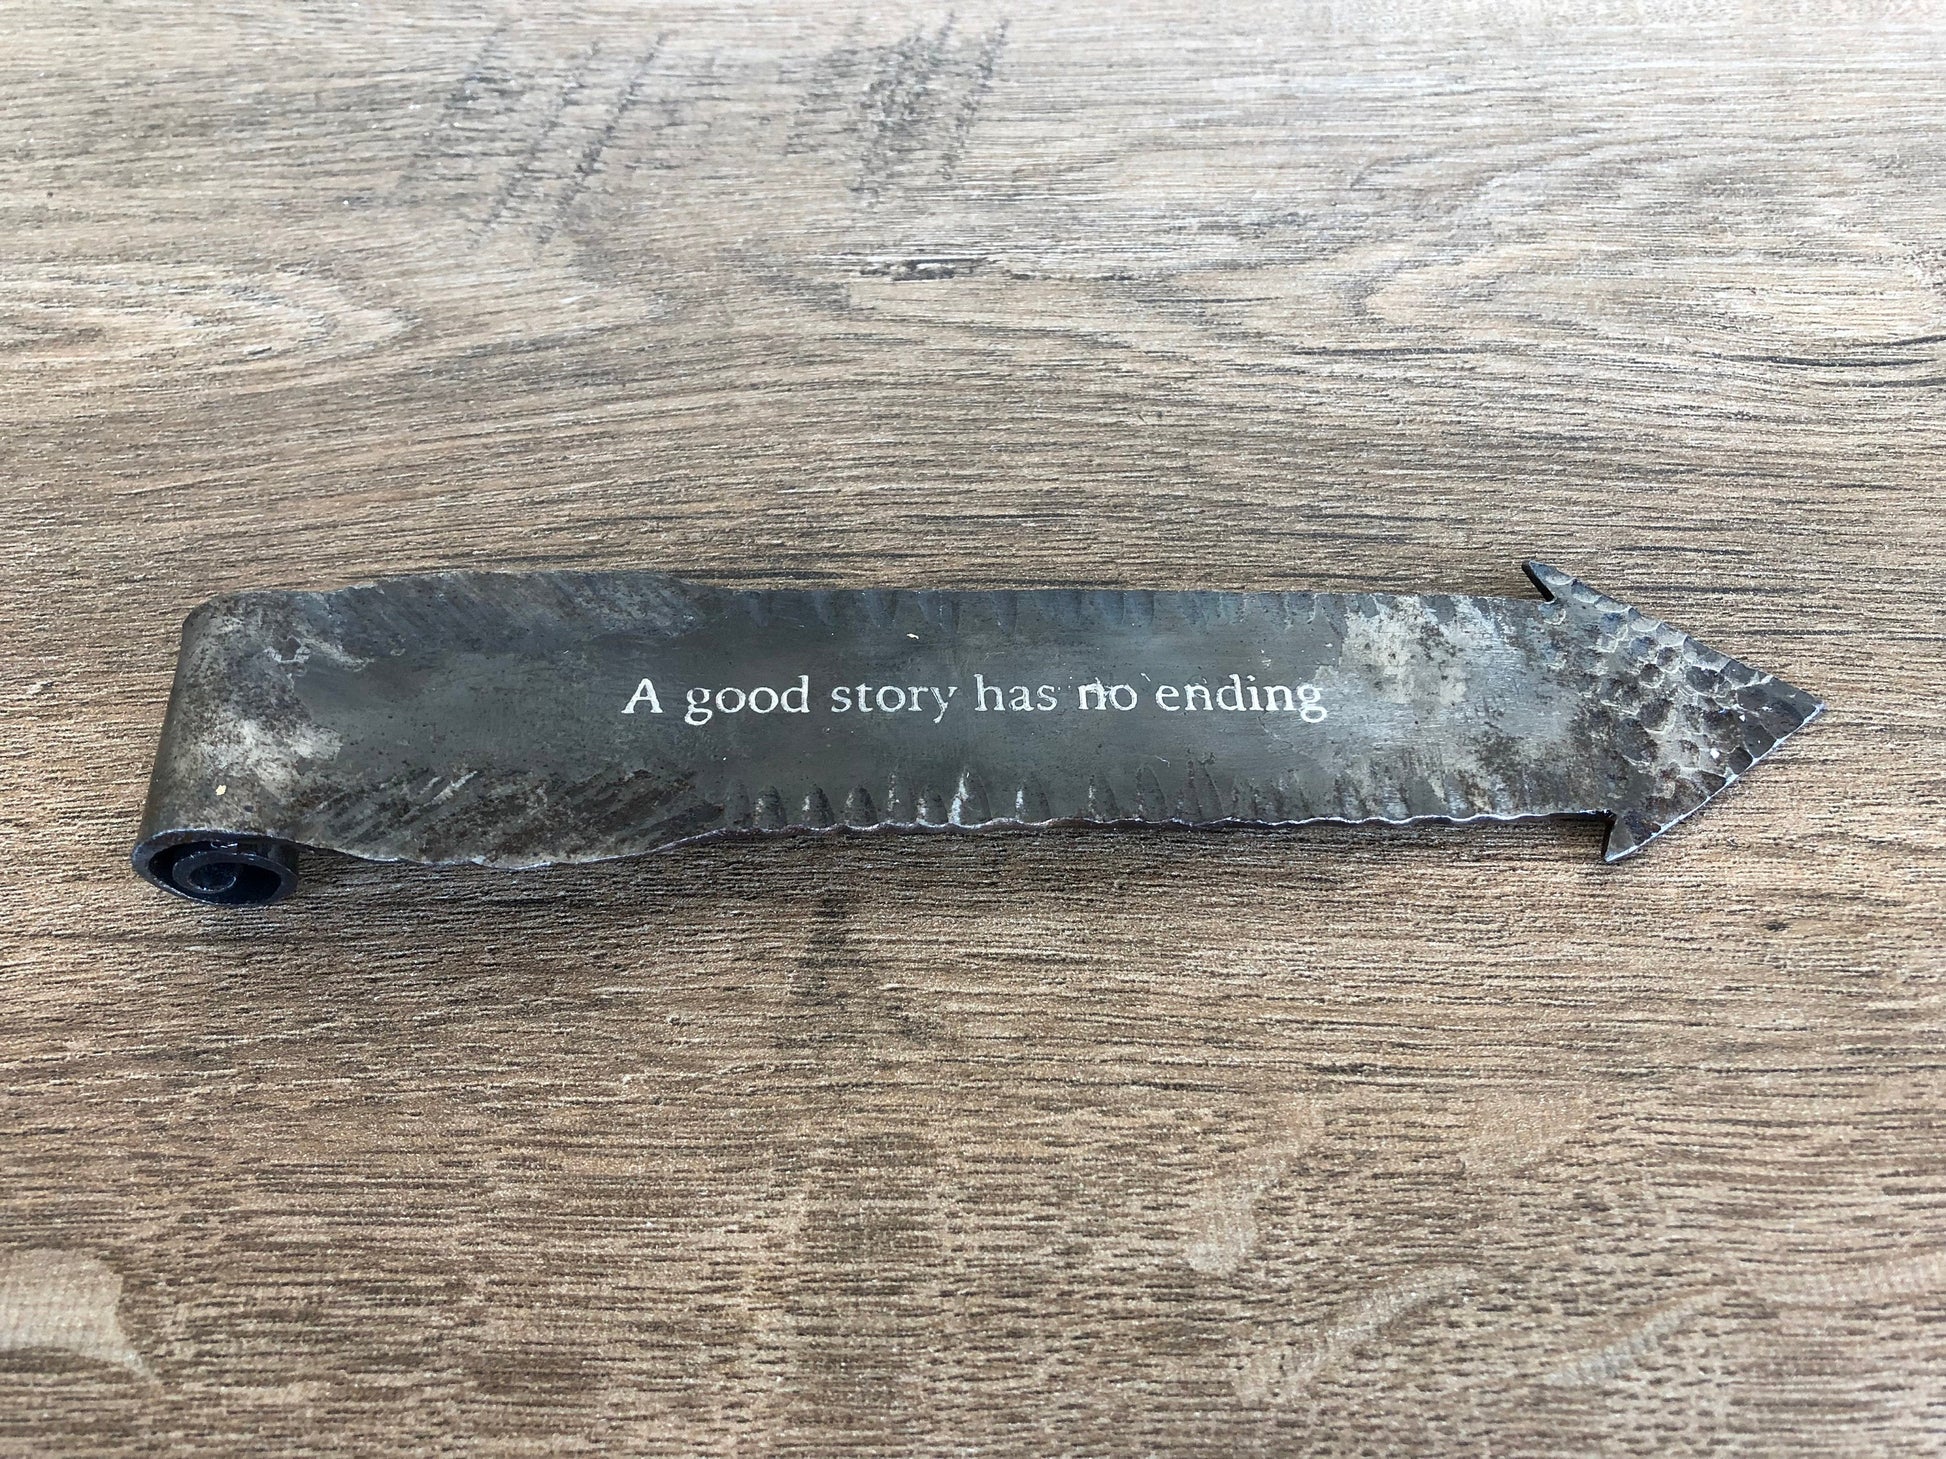 A good story has no ending